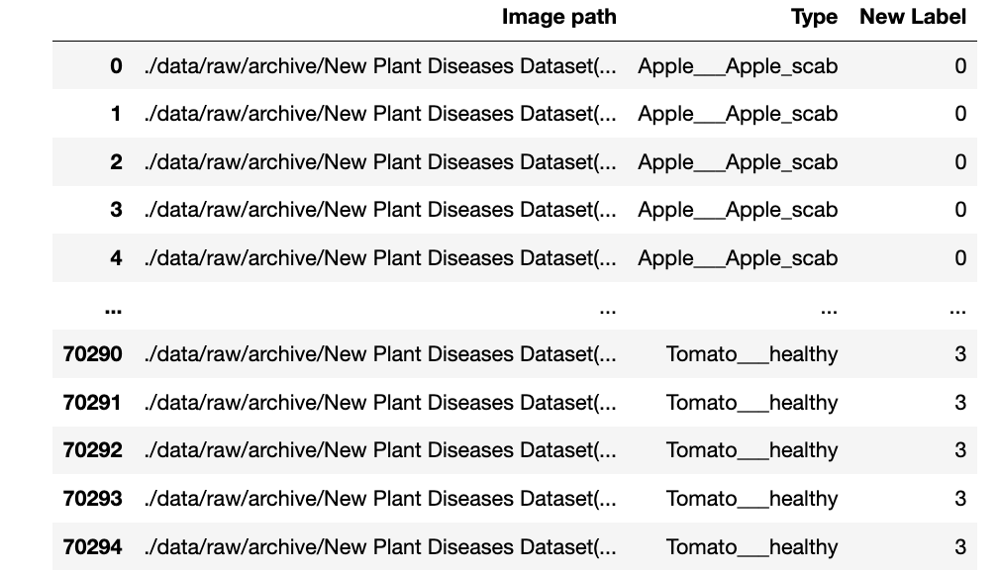 Image path Type New Label
0 ./data/raw/archive/New Plant Diseases Dataset(... Apple___Apple_scab 0
1 ./data/raw/archive/New Plant Diseases Dataset(... Apple___Apple_scab 0
2 ./data/raw/archive/New Plant Diseases Dataset(... Apple___Apple_scab 0
3 ./data/raw/archive/New Plant Diseases Dataset(... Apple___Apple_scab 0
4 ./data/raw/archive/New Plant Diseases Dataset(... Apple___Apple_scab 0
... ... ... ...
70290 ./data/raw/archive/New Plant Diseases Dataset(... Tomato___healthy 3
70291 ./data/raw/archive/New Plant Diseases Dataset(... Tomato___healthy 3
70292 ./data/raw/archive/New Plant Diseases Dataset(... Tomato___healthy 3
70293 ./data/raw/archive/New Plant Diseases Dataset(... Tomato___healthy 3
70294 ./data/raw/archive/New Plant Diseases Dataset(... Tomato___healthy 3